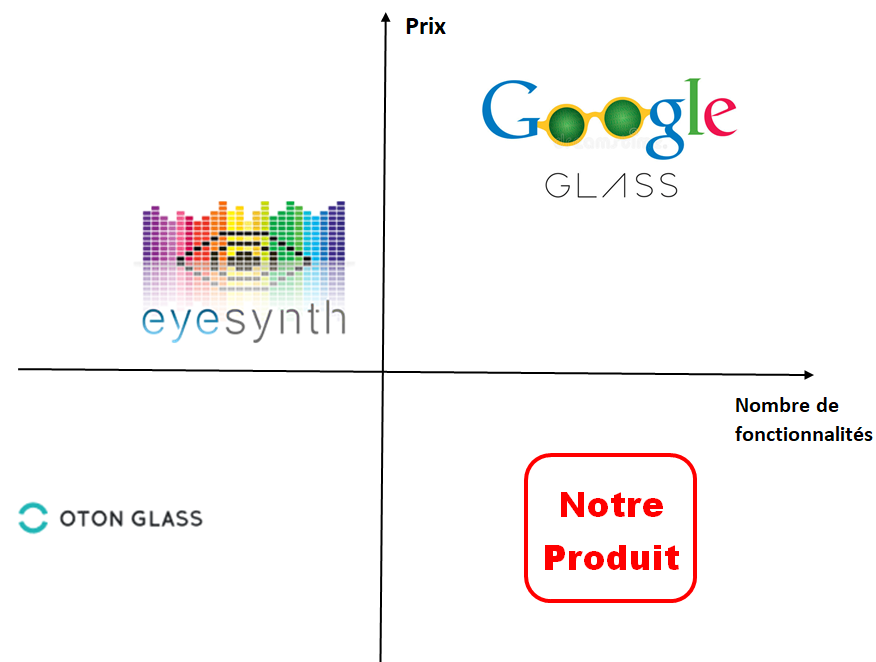 Prix
Google
GLASS
eyesynth
Nombre de
fonctionnalités
OTON GLASS
Notre
Produit